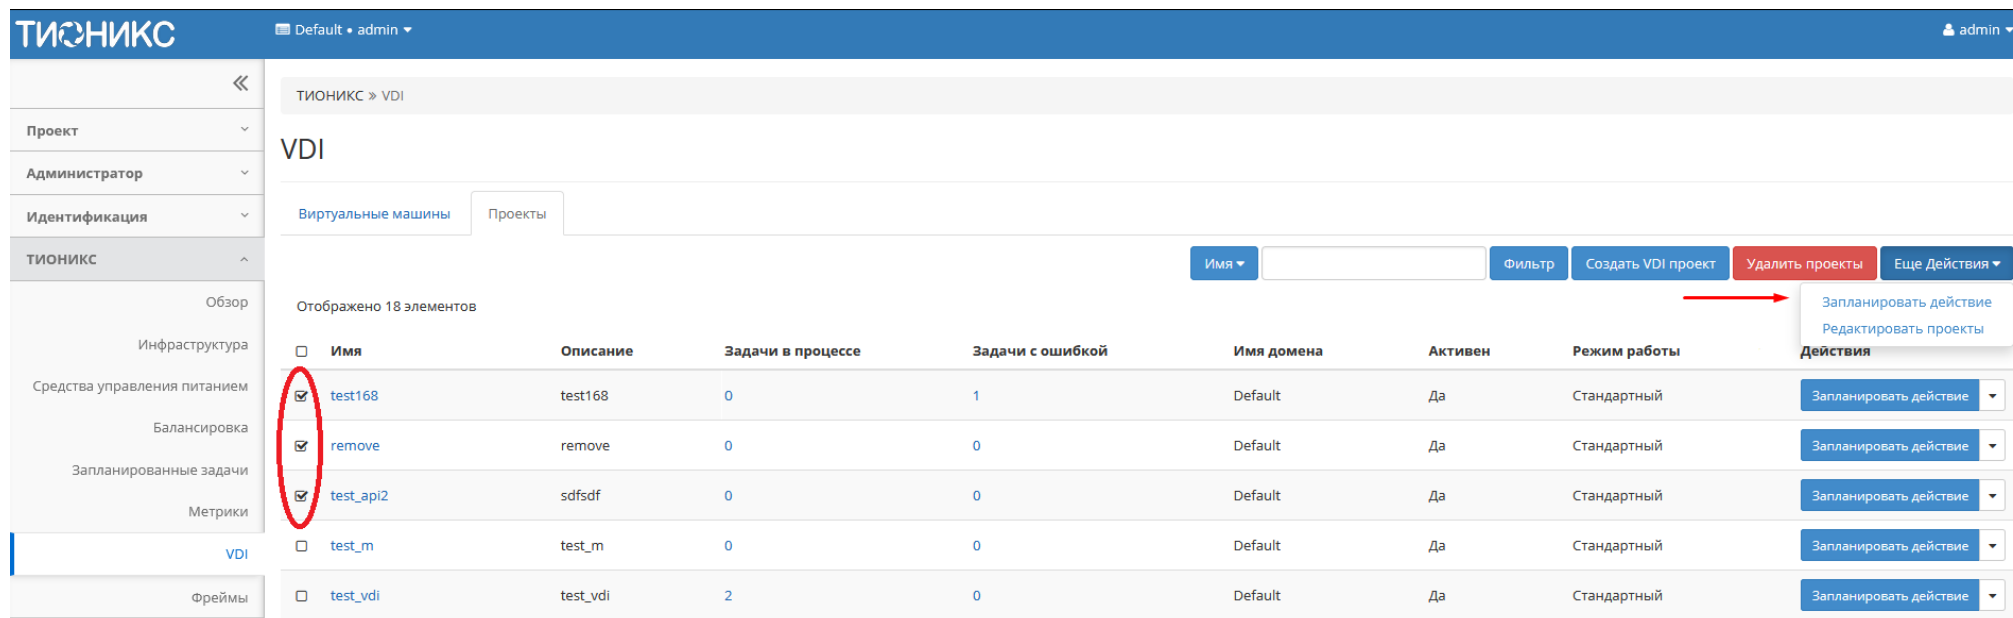 ТИОНИКС
Default • admin
admin
ТИОНИКС » VDI
Проект
Администратор
Идентификация
ТИОНИКС
Обзор
Инфраструктура
Средства управления питанием
Балансировка
Запланированные задачи
Метрики
VDI
Фреймы
VDI
Виртуальные машины Проекты
Имя Фильтр Создать VDI проект Удалить проекты Еще Действия
Запланировать действие
Редактировать проекты
Отображено 18 элементов
Имя Описание Задачи в процессе Задачи с ошибкой Имя домена Активен Режим работы Действия
test168 test168 0 1 Default Да Стандартный Запланировать действие
remove remove 0 0 Default Да Стандартный Запланировать действие
test_api2 sdfsdf 0 0 Default Да Стандартный Запланировать действие
test_m test_m 0 0 Default Да Стандартный Запланировать действие
test_vdi test_vdi 2 0 Default Да Стандартный Запланировать действие